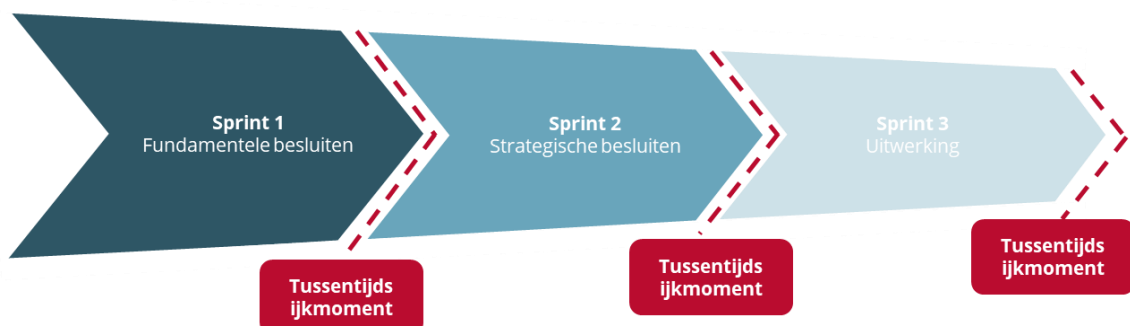 Sprint 1
Fundamentele besluiten
Sprint 2
Strategische besluiten
Sprint 3
Uitwerking
Tussentijds
ijkmoment
Tussentijds
ijkmoment
Tussentijds
ijkmoment